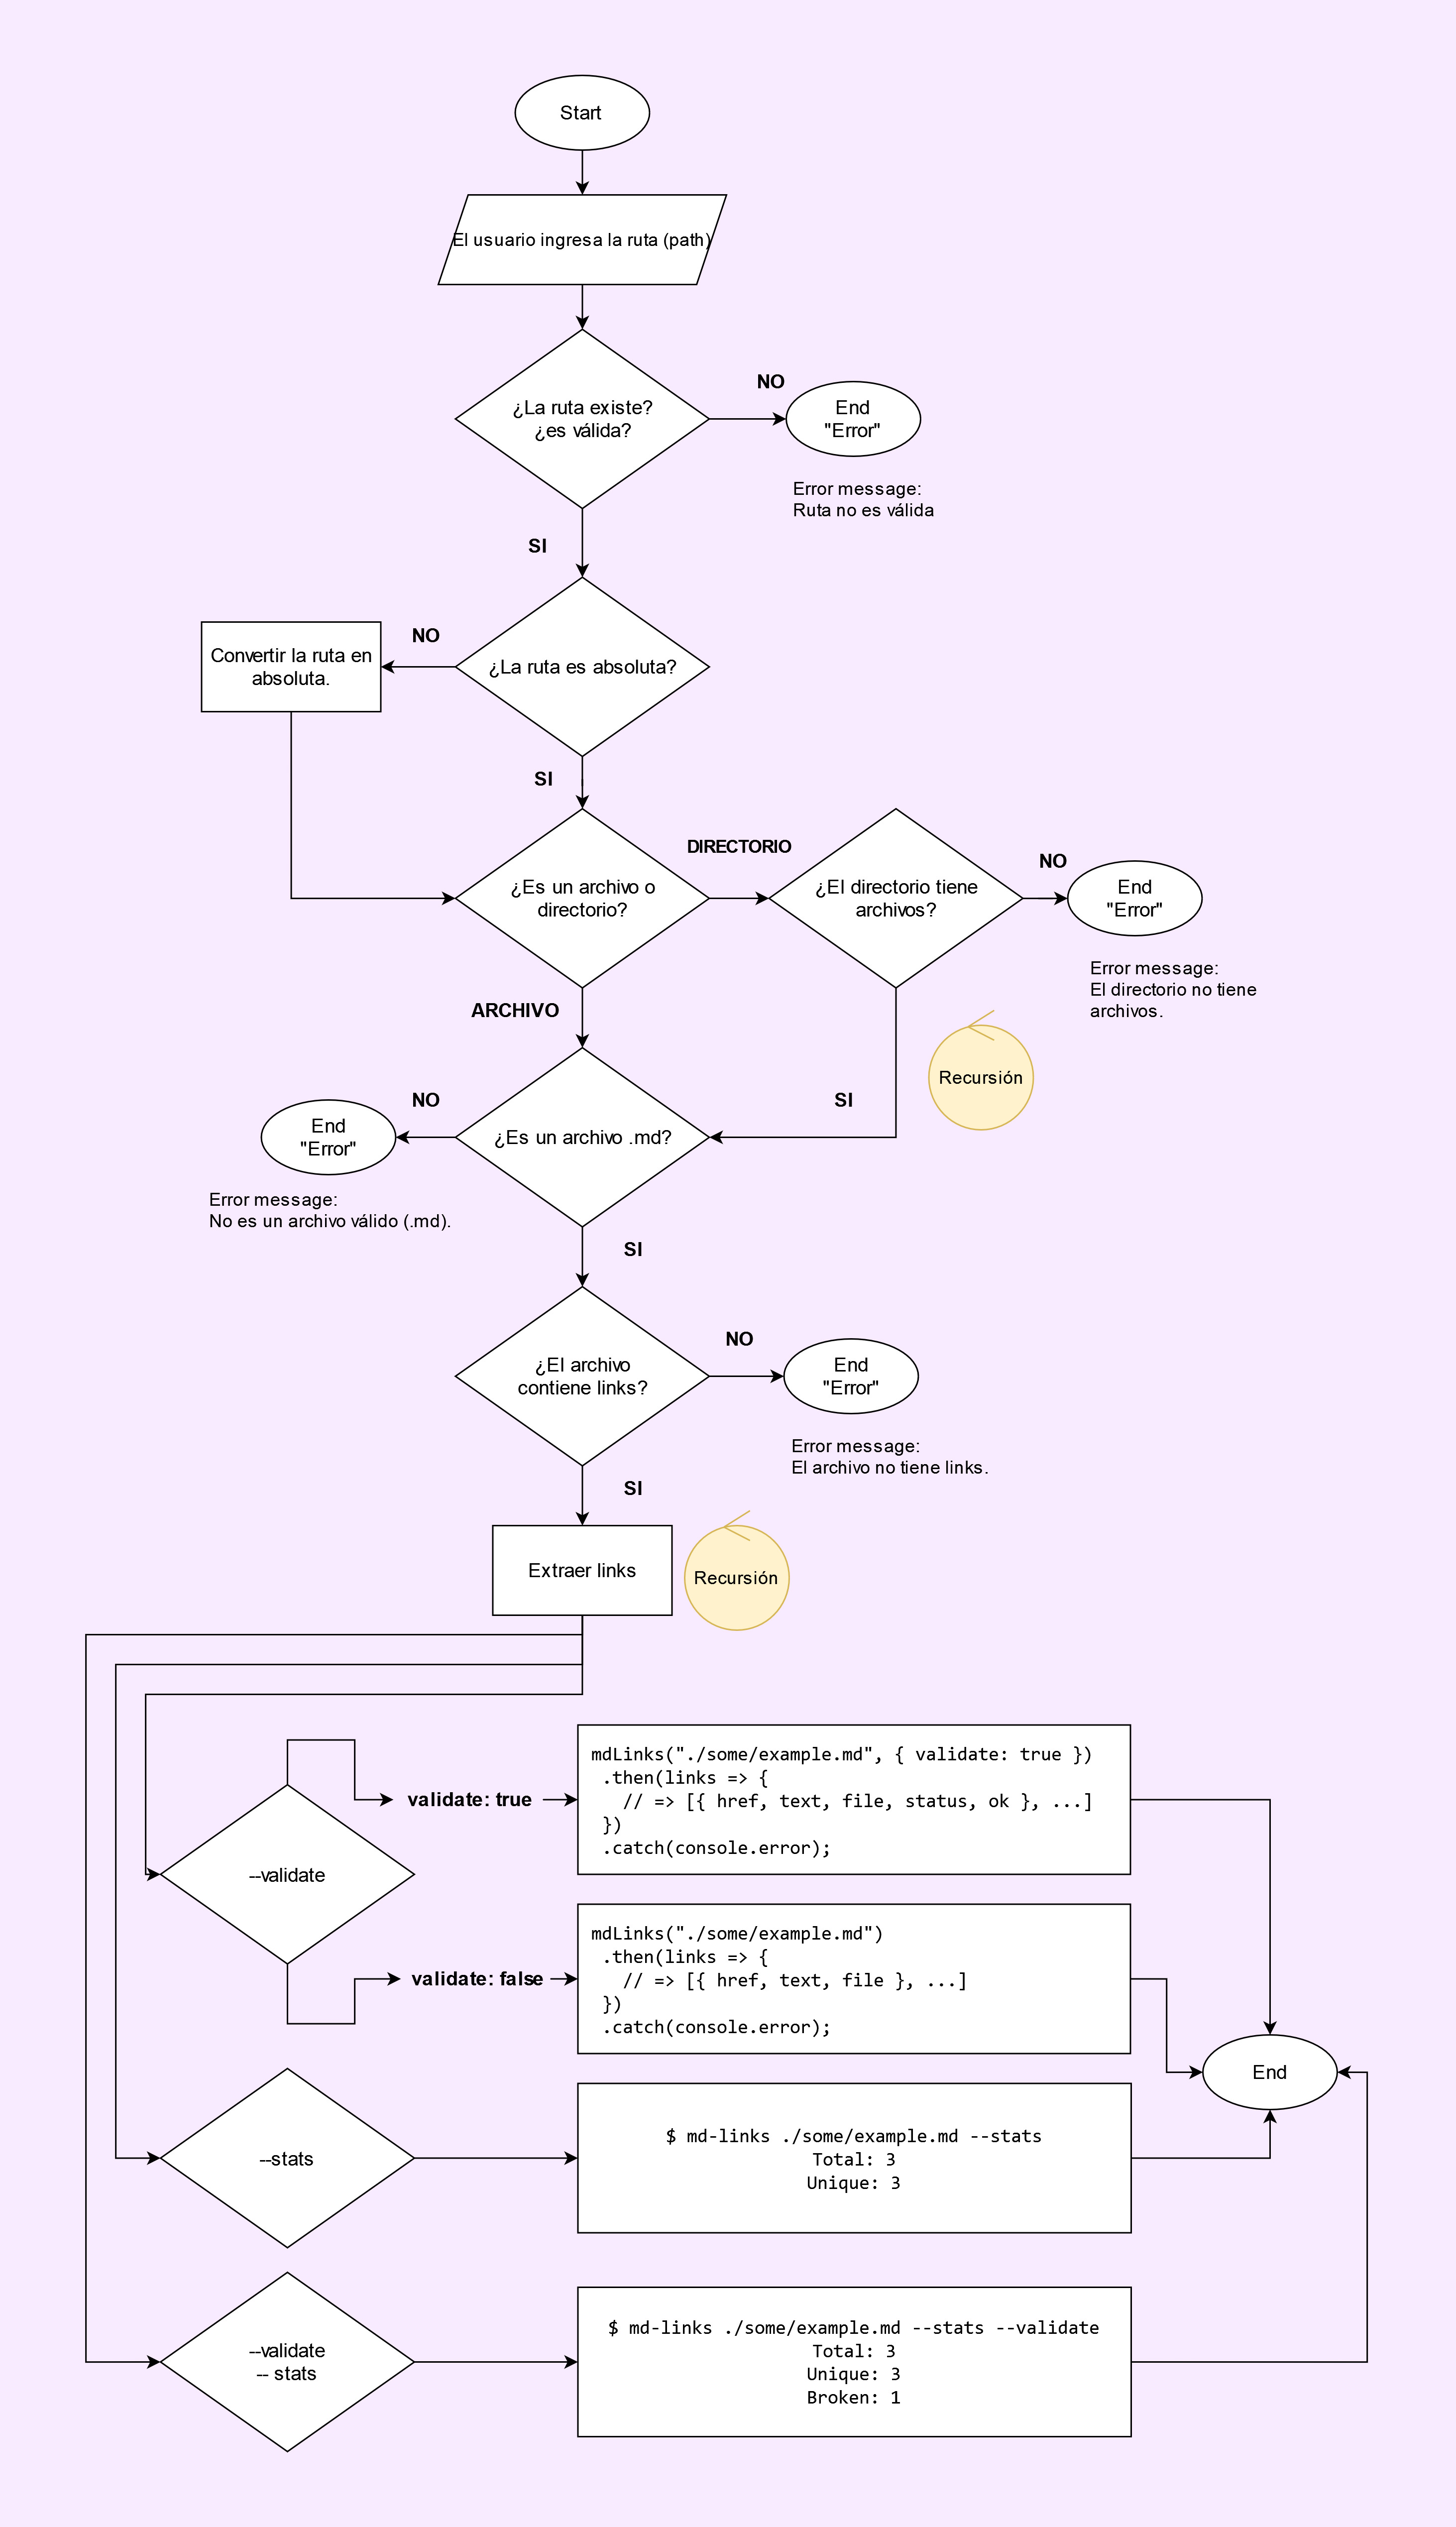 Start
El usuario ingresa la ruta (path)
¿La ruta existe?
¿es válida?
NO
End
"Error"
Error message:
Ruta no es válida
SI
¿La ruta es absoluta?
NO
Convertir la ruta en
absoluta.
SI
¿Es un archivo o
directorio?
DIRECTORIO
¿El directorio tiene
archivos?
NO
End
"Error"
Error message:
El directorio no tiene
archivos.
ARCHIVO
Recursión
SI
¿Es un archivo .md?
NO
End
"Error"
Error message:
No es un archivo válido (.md).
SI
¿El archivo
contiene links?
NO
End
"Error"
Error message:
El archivo no tiene links.
SI
Extraer links
Recursión
--validate
validate: true
mdLinks("./some/example.md", { validate: true })
.then(links => {
// => [{ href, text, file, status, ok }, ...]
})
.catch(console.error);
validate: false
mdLinks("./some/example.md")
.then(links => {
// => [{ href, text, file }, ...]
})
.catch(console.error);
End
--stats
$ md-links ./some/example.md --stats
Total: 3
Unique: 3
--validate
-- stats
$ md-links ./some/example.md --stats --validate
Total: 3
Unique: 3
Broken: 1